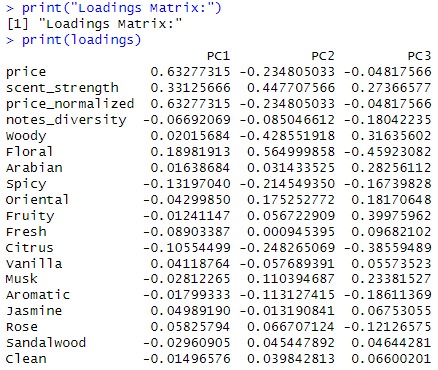 > print("Loadings Matrix:")
[1] "Loadings Matrix:"
> print(loadings)
PC1 PC2 PC3
price 0.63277315 -0.234805033 -0.04817566
scent_strength 0.33125666 0.447707566 0.27366577
price_normalized 0.63277315 -0.234805033 -0.04817566
notes_diversity -0.06692069 -0.085046612 -0.18042235
Woody 0.02015684 -0.428551918 0.31635602
Floral 0.18981913 0.564999858 -0.45923082
Arabian 0.01638684 0.031433525 0.28256112
Spicy -0.13197040 -0.214549350 -0.16739828
Oriental -0.04299850 0.175252772 0.18170648
Fruity -0.01241147 0.056722909 0.39975962
Fresh -0.08903387 0.000945395 0.09682102
Citrus -0.10554499 -0.248265069 -0.38559489
Vanilla 0.04118764 -0.057689391 0.05573523
Musk -0.02812265 0.110394687 0.23381527
Aromatic -0.01799333 -0.113127415 -0.18611369
Jasmine 0.04989190 -0.013190841 0.06753055
Rose 0.05825794 0.066707124 -0.12126575
Sandalwood -0.02960905 0.045447892 0.04644281
Clean -0.01496576 0.039842813 0.06600201